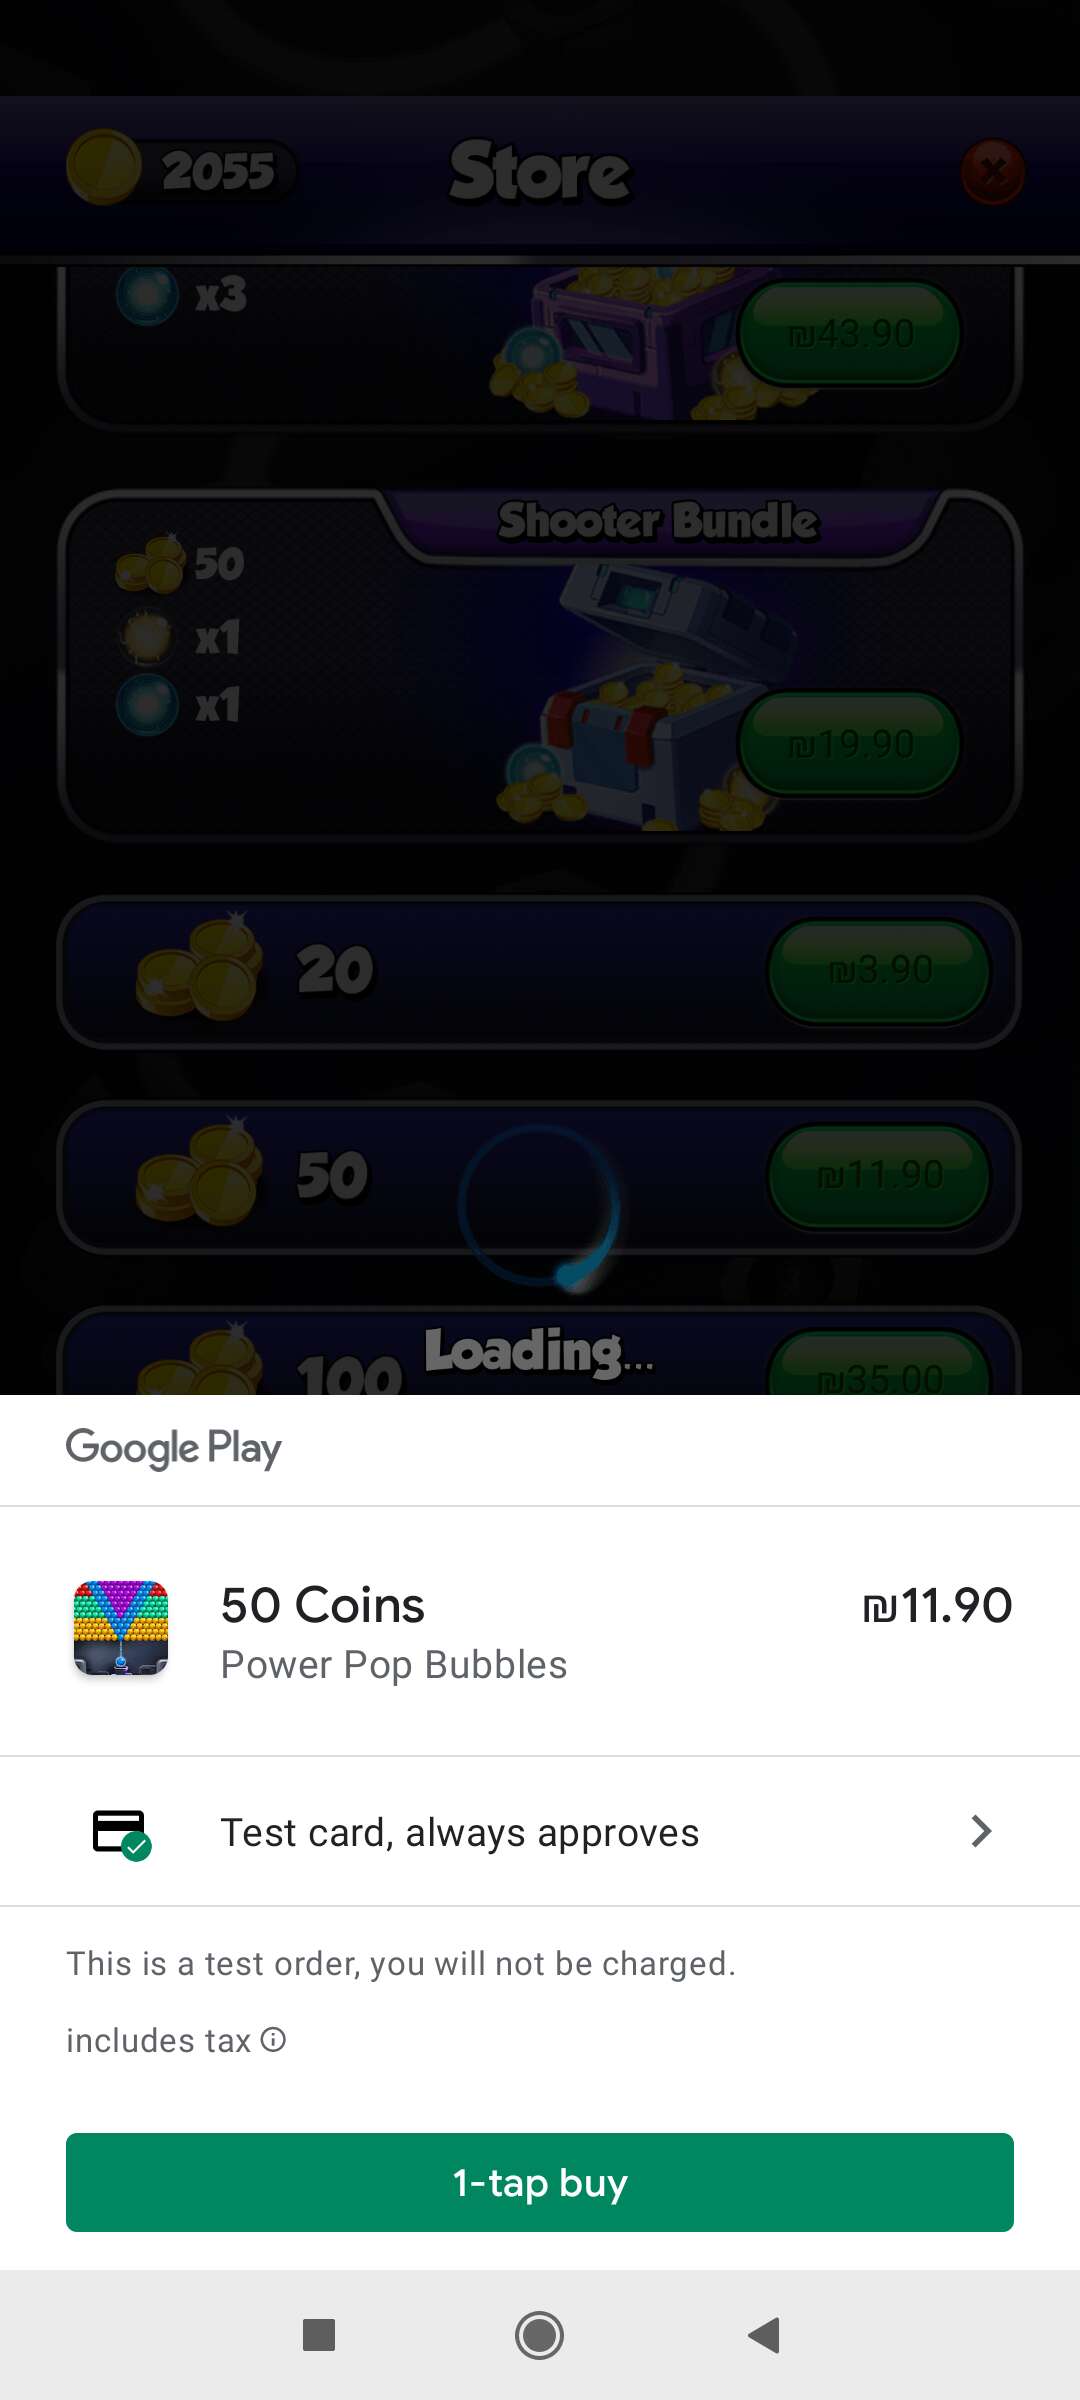 2055
Store
x3
₪43.90
Shooter Bundle
50
x1
x1
₪19.90
20
₪3.90
50
₪11.90
Loading...
100
₪35.00
Google Play
50 Coins
₪11.90
Power Pop Bubbles
Test card, always approves
This is a test order, you will not be charged.
includes tax
1-tap buy